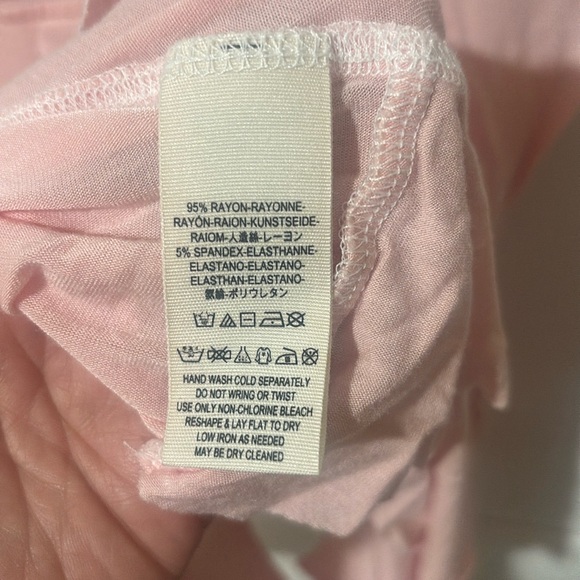 95% RAYON-RAYONNE-
RAYÓN-RAION-KUNSTSEIDE-
RAIOM-人造絲-レーヨン
5% SPANDEX-ELASTHANNE-
ELASTANO-ELASTANO-
ELASTHAN-ELASTAN-
氨綸-ポリウレタン
HAND WASH COLD SEPARATELY
DO NOT WRING OR TWIST
USE ONLY NON-CHLORINE BLEACH
RESHAPE & LAY FLAT TO DRY
LOW IRON AS NEEDED
MAY BE DRY CLEANED